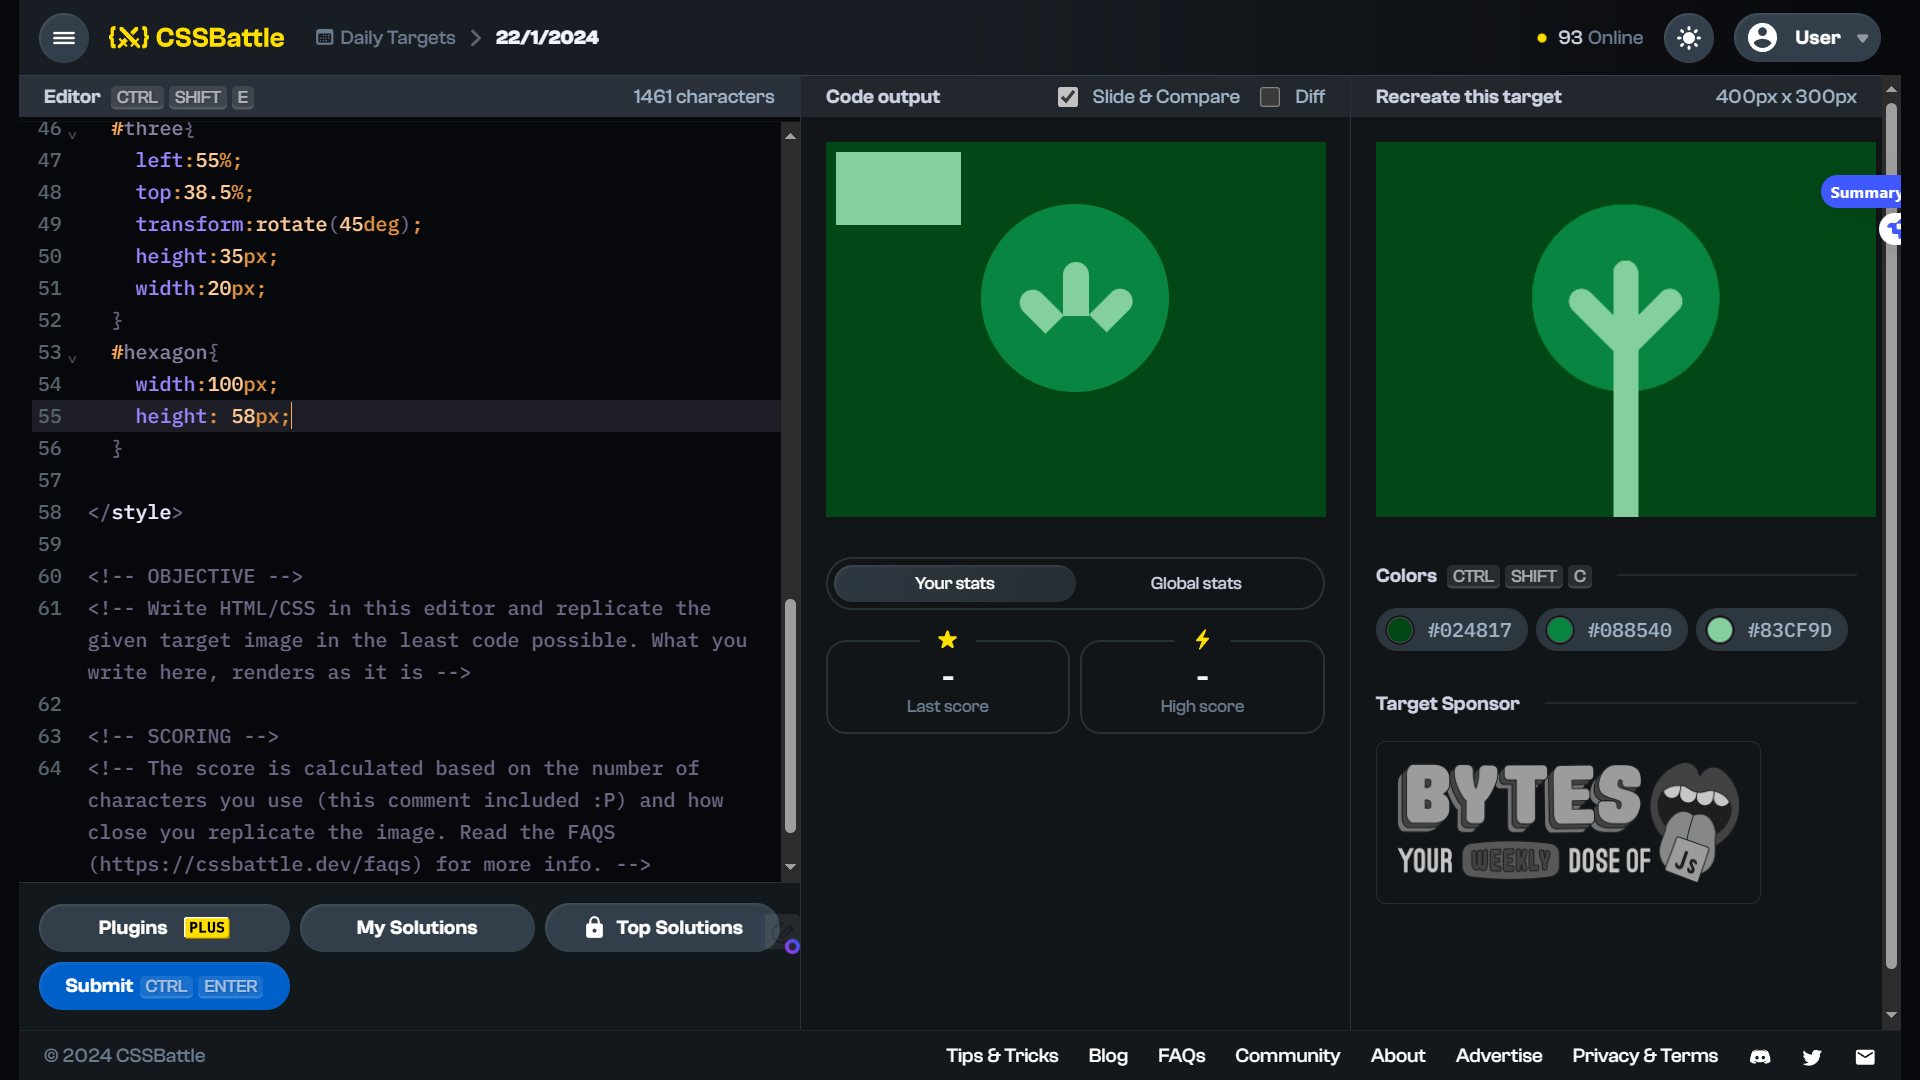 CSSBattle
Daily Targets
22/1/2024
93 Online
User
Editor CTRL SHIFT E
1461 characters
Code output
Slide & Compare
Diff
Recreate this target
400px x 300px
46 #three{
47 left:55%;
48 top:38.5%;
49 transform:rotate(45deg);
50 height:35px;
51 width:20px;
52 }
53 #hexagon{
54 width:100px;
55 height: 58px;
56 }
57
58 </style>
59
60 <!-- OBJECTIVE -->
61 <!-- Write HTML/CSS in this editor and replicate the
given target image in the least code possible. What you
write here, renders as it is -->
62
63 <!-- SCORING -->
64 <!-- The score is calculated based on the number of
characters you use (this comment included :P) and how
close you replicate the image. Read the FAQS
(https://cssbattle.dev/faqs) for more info. -->
Summary
Your stats
Global stats
-
Last score
-
High score
Colors CTRL SHIFT C
#024817
#088540
#83CF9D
Target Sponsor
BYTES
YOUR WEEKLY DOSE OF
JS
Plugins PLUS
My Solutions
Top Solutions
Submit CTRL ENTER
© 2024 CSSBattle
Tips & Tricks
Blog
FAQs
Community
About
Advertise
Privacy & Terms